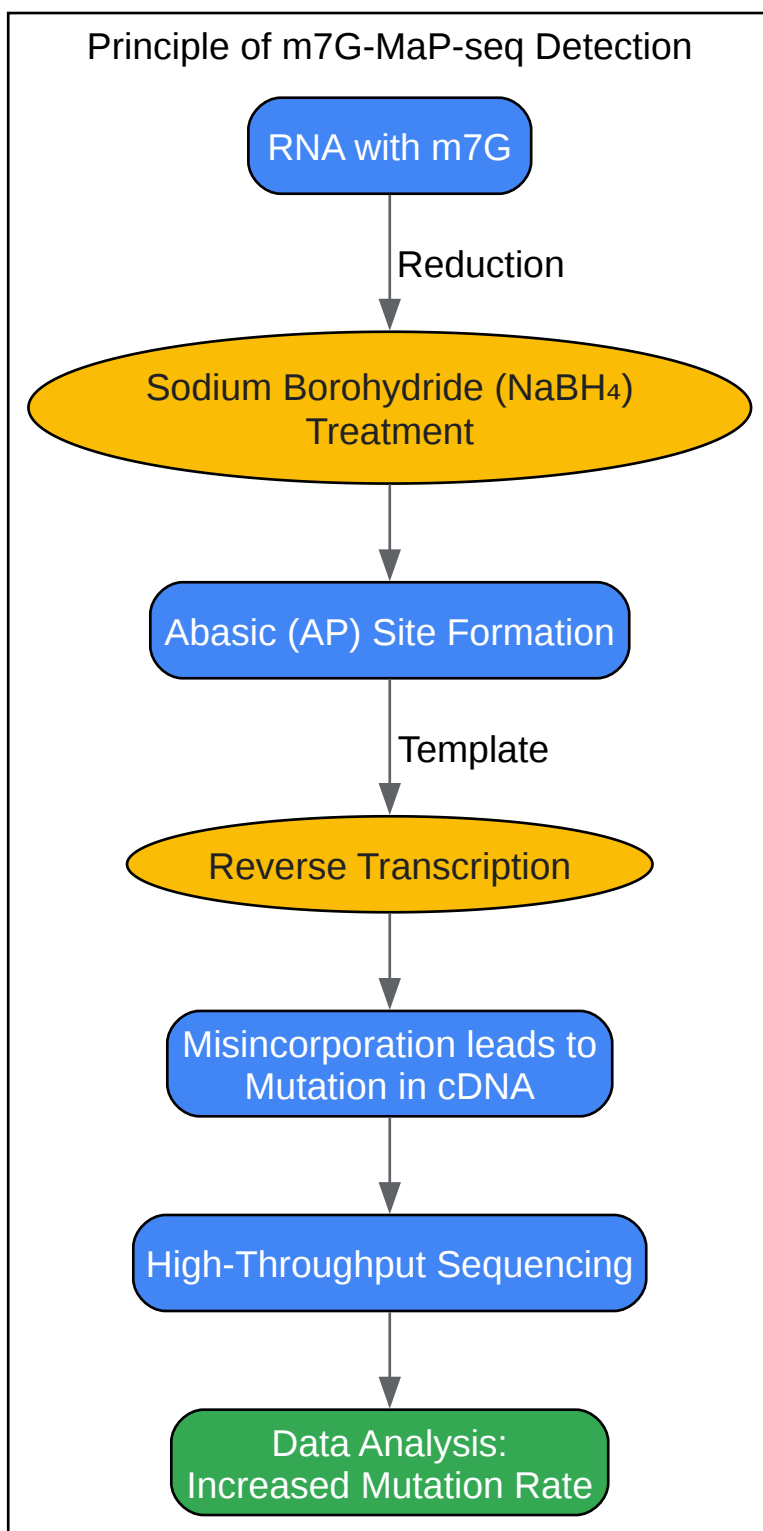 Principle of m7G-MaP-seq Detection
RNA with m7G
Reduction
Sodium Borohydride (NaBH₄)
Treatment
Abasic (AP) Site Formation
Template
Reverse Transcription
Misincorporation leads to
Mutation in cDNA
High-Throughput Sequencing
Data Analysis:
Increased Mutation Rate